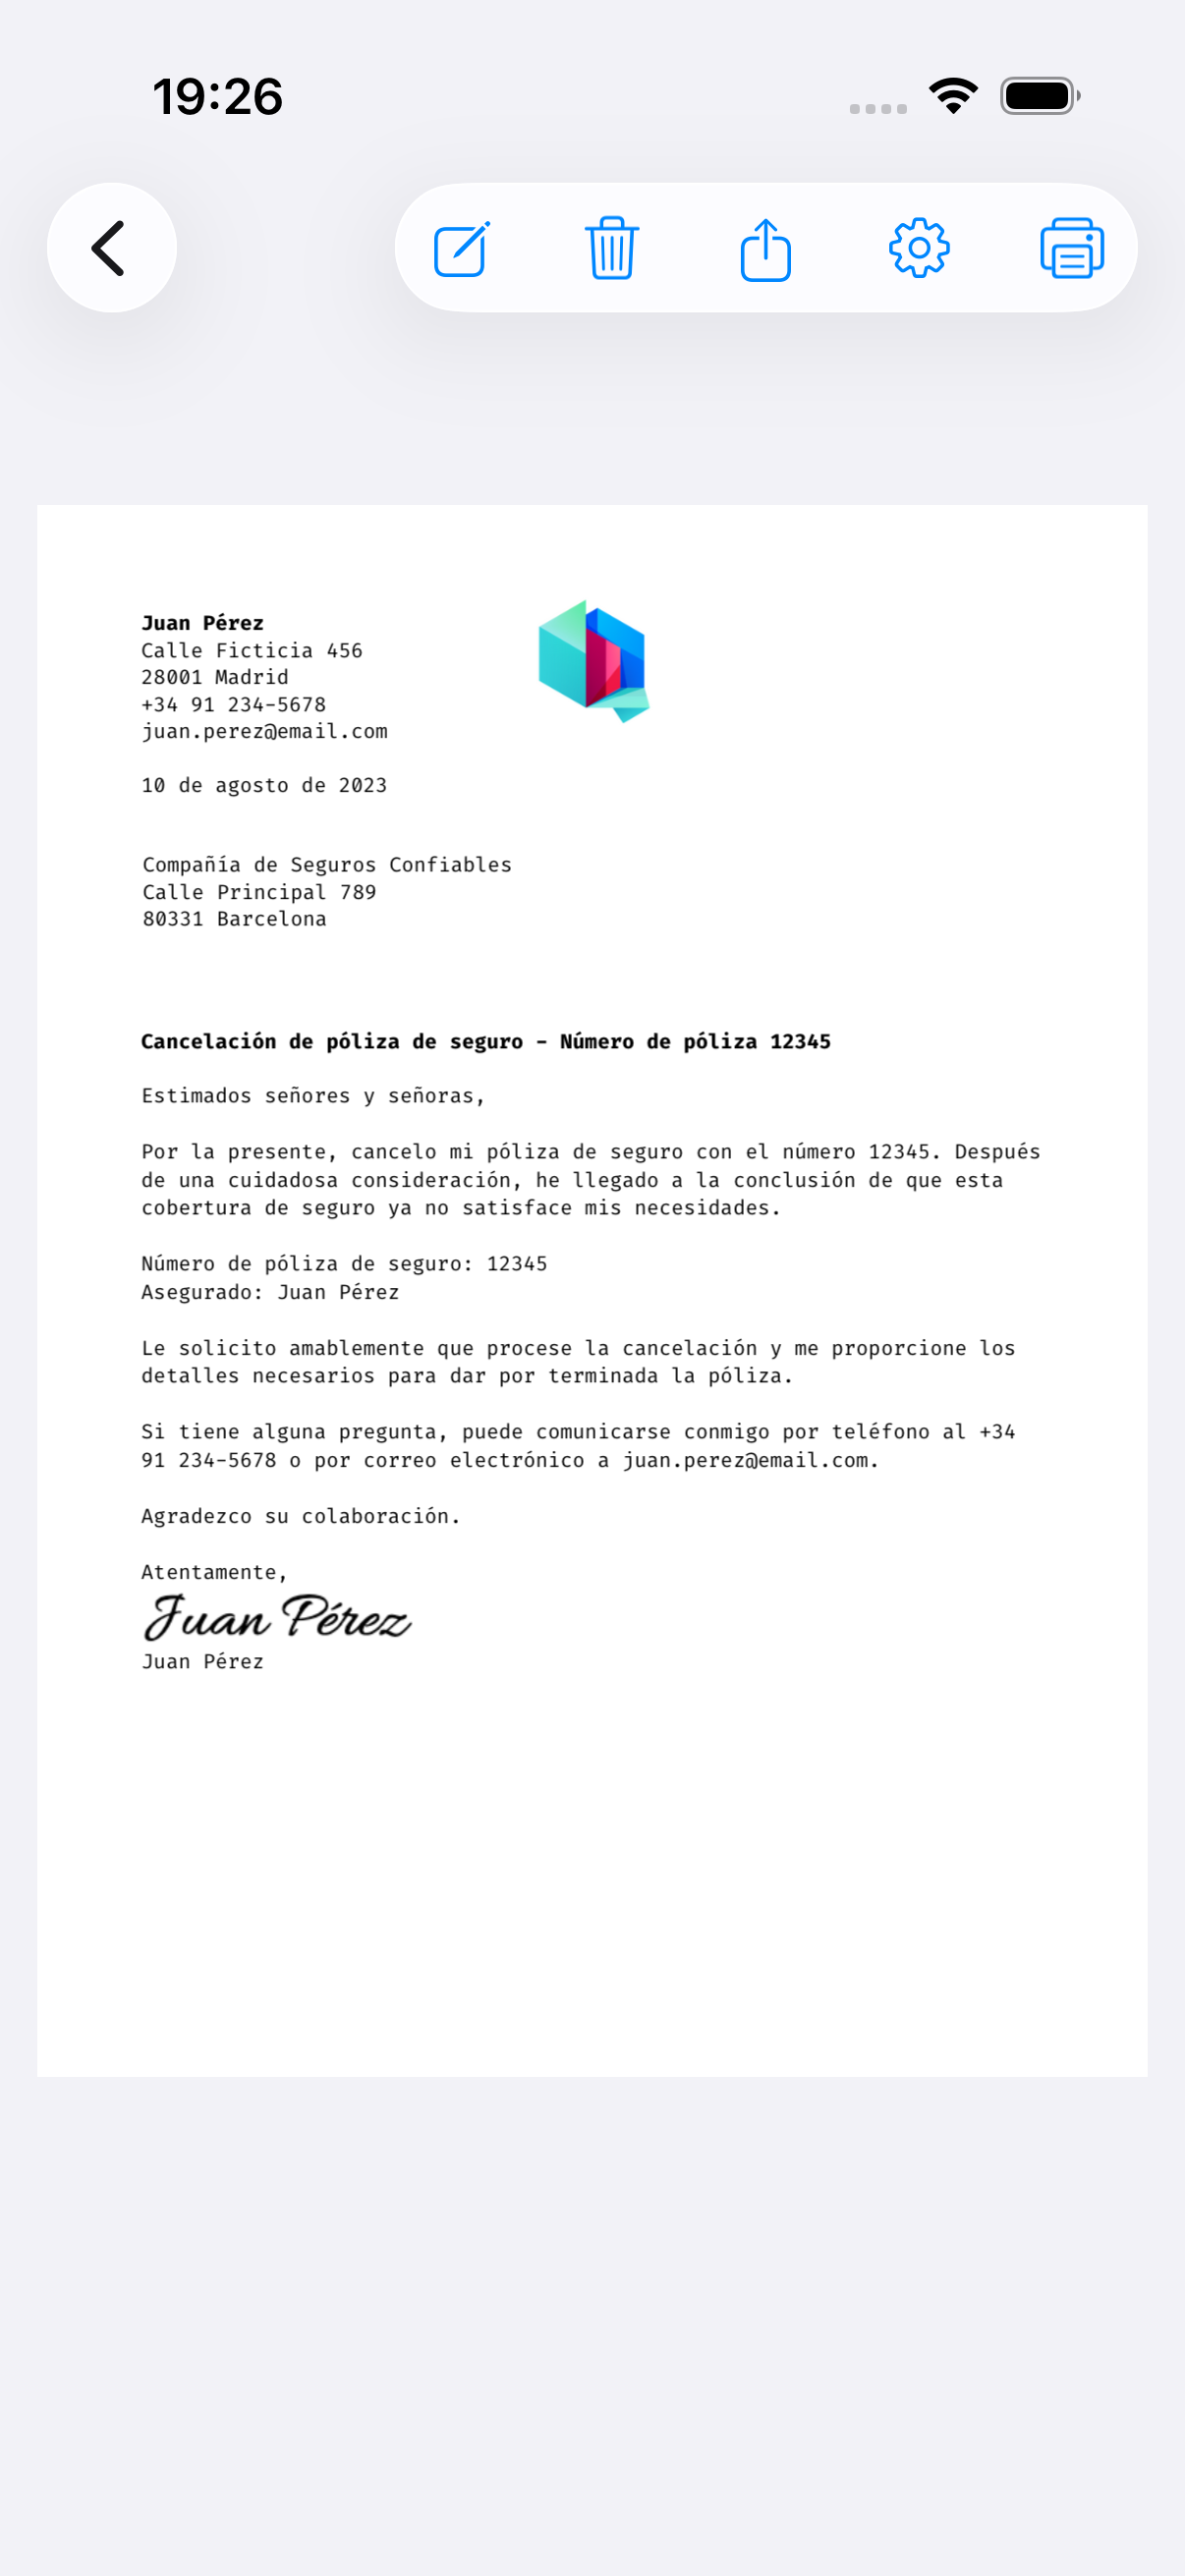 19:26
Juan Pérez
Calle Ficticia 456
28001 Madrid
+34 91 234-5678
juan.perez@email.com
10 de agosto de 2023
Compañía de Seguros Confiables
Calle Principal 789
80331 Barcelona
Cancelación de póliza de seguro - Número de póliza 12345
Estimados señores y señoras,
Por la presente, cancelo mi póliza de seguro con el número 12345. Después
de una cuidadosa consideración, he llegado a la conclusión de que esta
cobertura de seguro ya no satisface mis necesidades.
Número de póliza de seguro: 12345
Asegurado: Juan Pérez
Le solicito amablemente que procese la cancelación y me proporcione los
detalles necesarios para dar por terminada la póliza.
Si tiene alguna pregunta, puede comunicarse conmigo por teléfono al +34
91 234-5678 o por correo electrónico a juan.perez@email.com.
Agradezco su colaboración.
Atentamente,
Juan Pérez
Juan Pérez